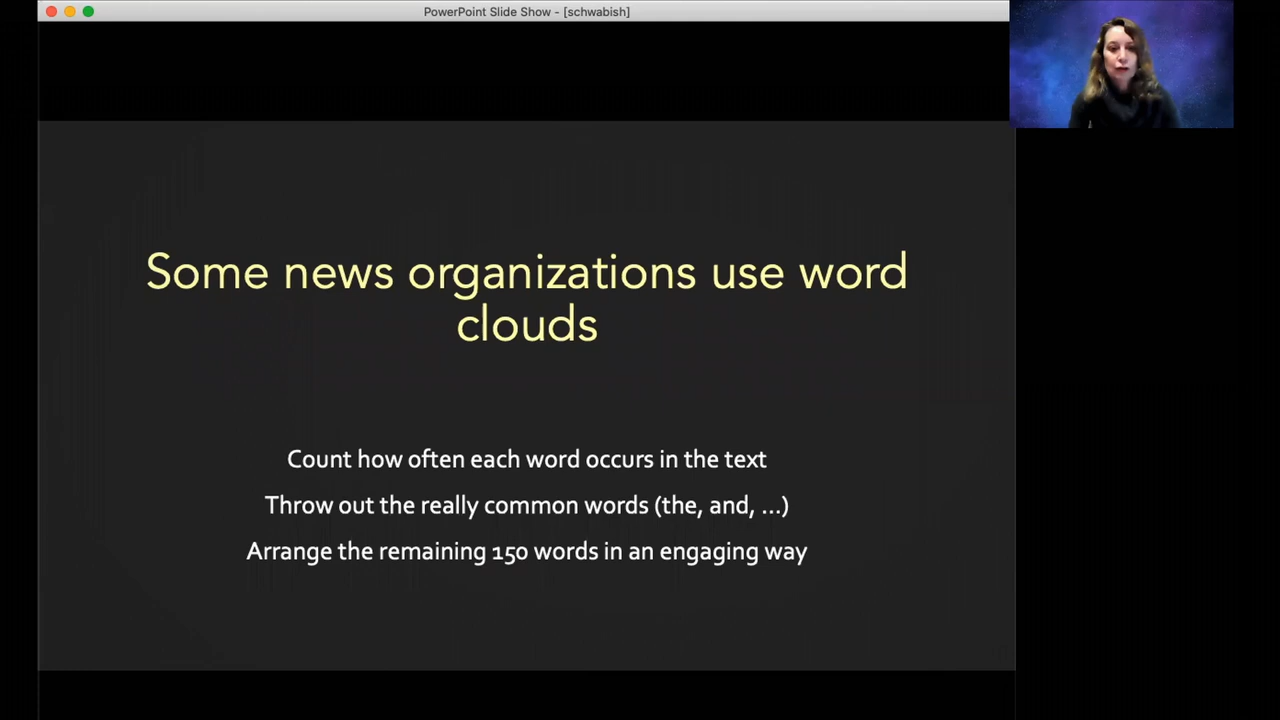 PowerPoint Slide Show - [schwabish]
Some news organizations use word
clouds
Count how often each word occurs in the text
Throw out the really common words (the, and, ...)
Arrange the remaining 150 words in an engaging way